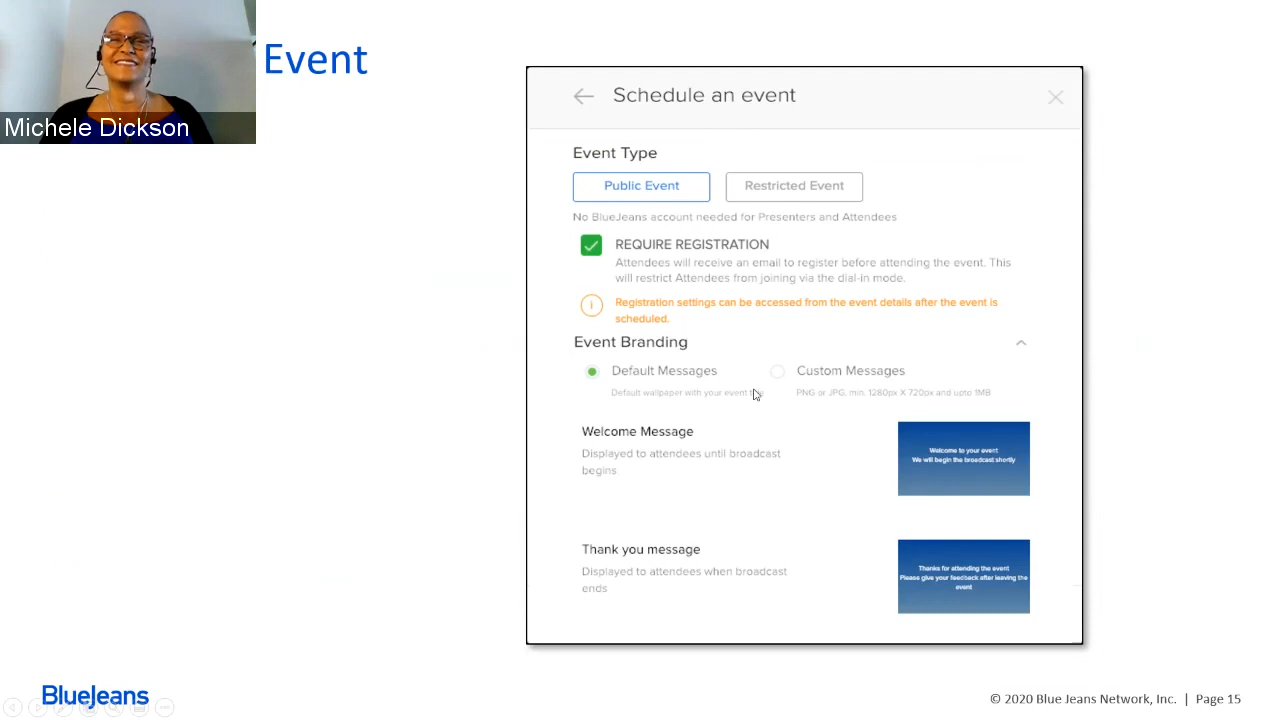 Michele Dickson
Event
Schedule an event
Event Type
Public Event
Restricted Event
No BlueJeans account needed for Presenters and Attendees
REQUIRE REGISTRATION
Attendees will receive an email to register before attending the event. This
will restrict Attendees from joining via the dial-in mode.
Registration settings can be accessed from the event details after the event is
scheduled.
Event Branding
Default Messages
Custom Messages
Default wallpaper with your event
PNG or JPG, min. 1280px X 720px and upto 1MB
Welcome Message
Displayed to attendees until broadcast
begins
Welcome to your event
We will begin the broadcast shortly
Thank you message
Displayed to attendees when broadcast
ends
Thanks for attending the event
Please give your feedback after leaving the
event
BlueJeans
© 2020 Blue Jeans Network, Inc. | Page 15